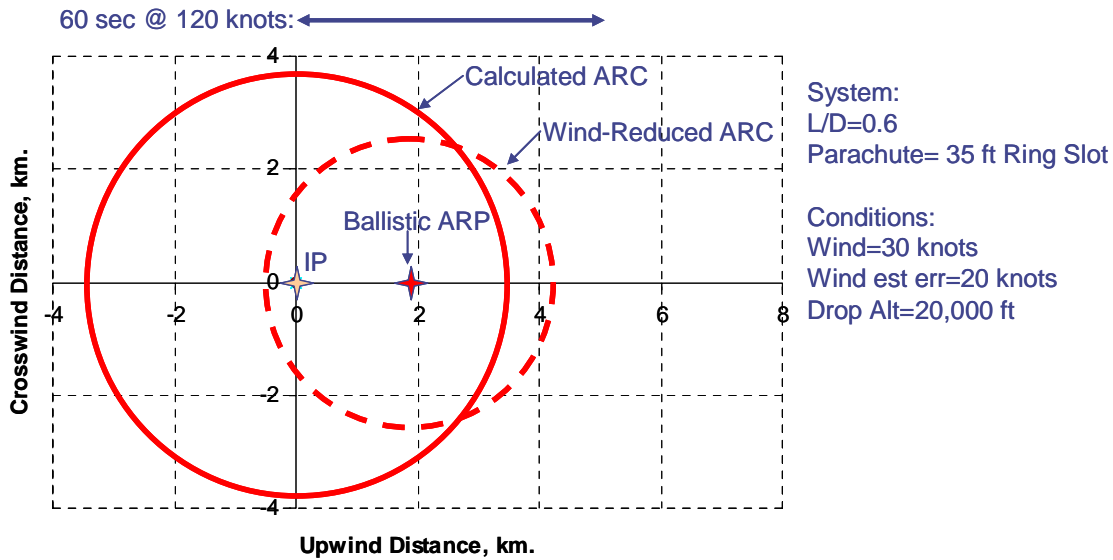 60 sec @ 120 knots:
4
Calculated ARC
System:
L/D=0.6
Wind-Reduced ARC
Parachute= 35 ft Ring Slot
2
Ballistic ARP
Conditions:
Wind=30 knots
IP
Wind est err=20 knots
0
Drop Alt=20,000 ft
-4 -2 0 2 4 6 8
-2
-4
Crosswind Distance, km.
Upwind Distance, km.